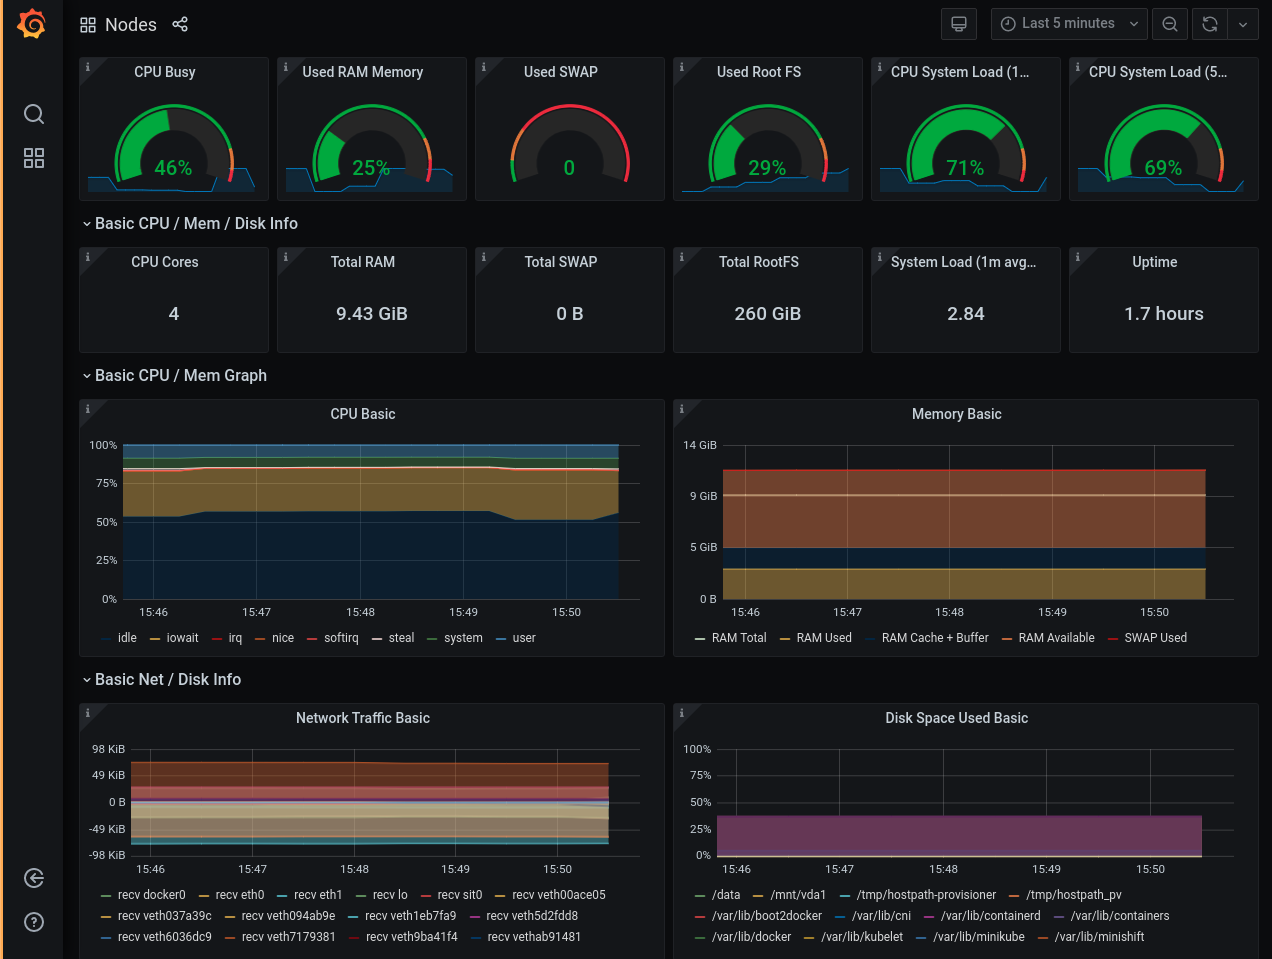 Nodes
Last 5 minutes
CPU Busy
Used RAM Memory
Used SWAP
Used Root FS
CPU System Load (1...
CPU System Load (5...
46%
25%
0
29%
71%
69%
Basic CPU / Mem / Disk Info
CPU Cores
Total RAM
Total SWAP
Total RootFS
System Load (1m avg...
Uptime
4
9.43 GiB
0 B
260 GiB
2.84
1.7 hours
Basic CPU / Mem Graph
CPU Basic
100%
75%
50%
25%
0%
15:46 15:47 15:48 15:49 15:50
idle iowait irq nice softirq steal system user
Memory Basic
14 GiB
9 GiB
5 GiB
0 B
15:46 15:47 15:48 15:49 15:50
RAM Total RAM Used RAM Cache + Buffer RAM Available SWAP Used
Basic Net / Disk Info
Network Traffic Basic
98 KiB
49 KiB
0 B
-49 KiB
-98 KiB
15:46 15:47 15:48 15:49 15:50
recv docker0 recv eth0 recv eth1 recv lo recv sit0 recv veth00ace05
recv veth037a39c recv veth094ab9e recv veth1eb7fa9 recv veth5d2fdd8
recv veth6036dc9 recv veth7179381 recv veth9ba41f4 recv vethab91481
Disk Space Used Basic
100%
75%
50%
25%
0%
15:46 15:47 15:48 15:49 15:50
/data /mnt/vda1 /tmp/hostpath-provisioner /tmp/hostpath_pv
/var/lib/boot2docker /var/lib/cni /var/lib/containerd /var/lib/containers
/var/lib/docker /var/lib/kubelet /var/lib/minikube /var/lib/minishift